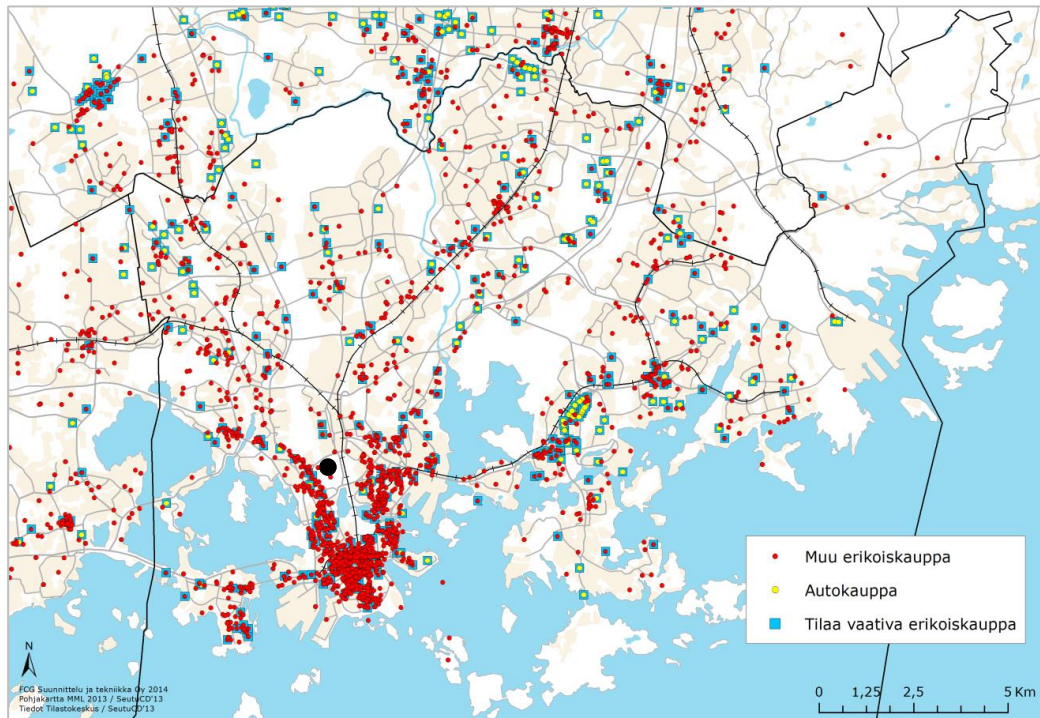 Muu erikoiskauppa
Autokauppa
Tilaa vaativa erikoiskauppa
N
FCG Suunnittelu ja tekniikka Oy 2014
Pohjakartta MML 2013 / SeutuCD'13
Tiedot Tilastokeskus / SeutuCD'13
0 1,25 2,5 5 Km